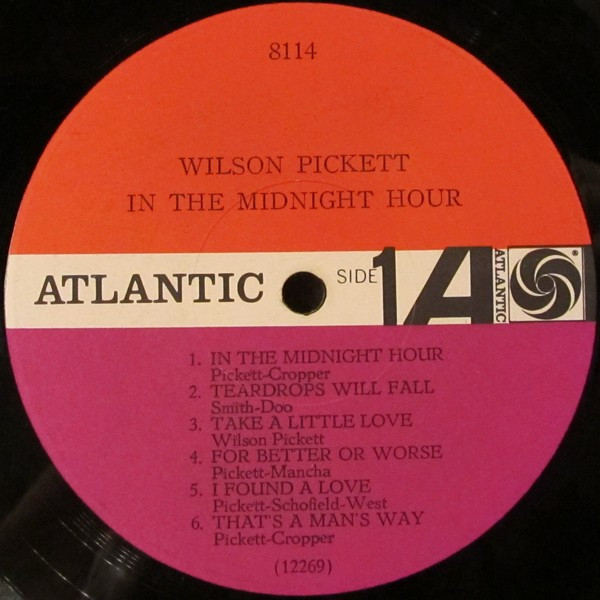 8114
WILSON PICKETT
IN THE MIDNIGHT HOUR
ATLANTIC
SIDE 1
A ATLANTIC ®
1. IN THE MIDNIGHT HOUR
Pickett-Cropper
2. TEARDROPS WILL FALL
Smith-Doo
3. TAKE A LITTLE LOVE
Wilson Pickett
4. FOR BETTER OR WORSE
Pickett-Mancha
5. I FOUND A LOVE
Pickett-Schofield-West
6. THAT'S A MAN'S WAY
Pickett-Cropper
(12269)